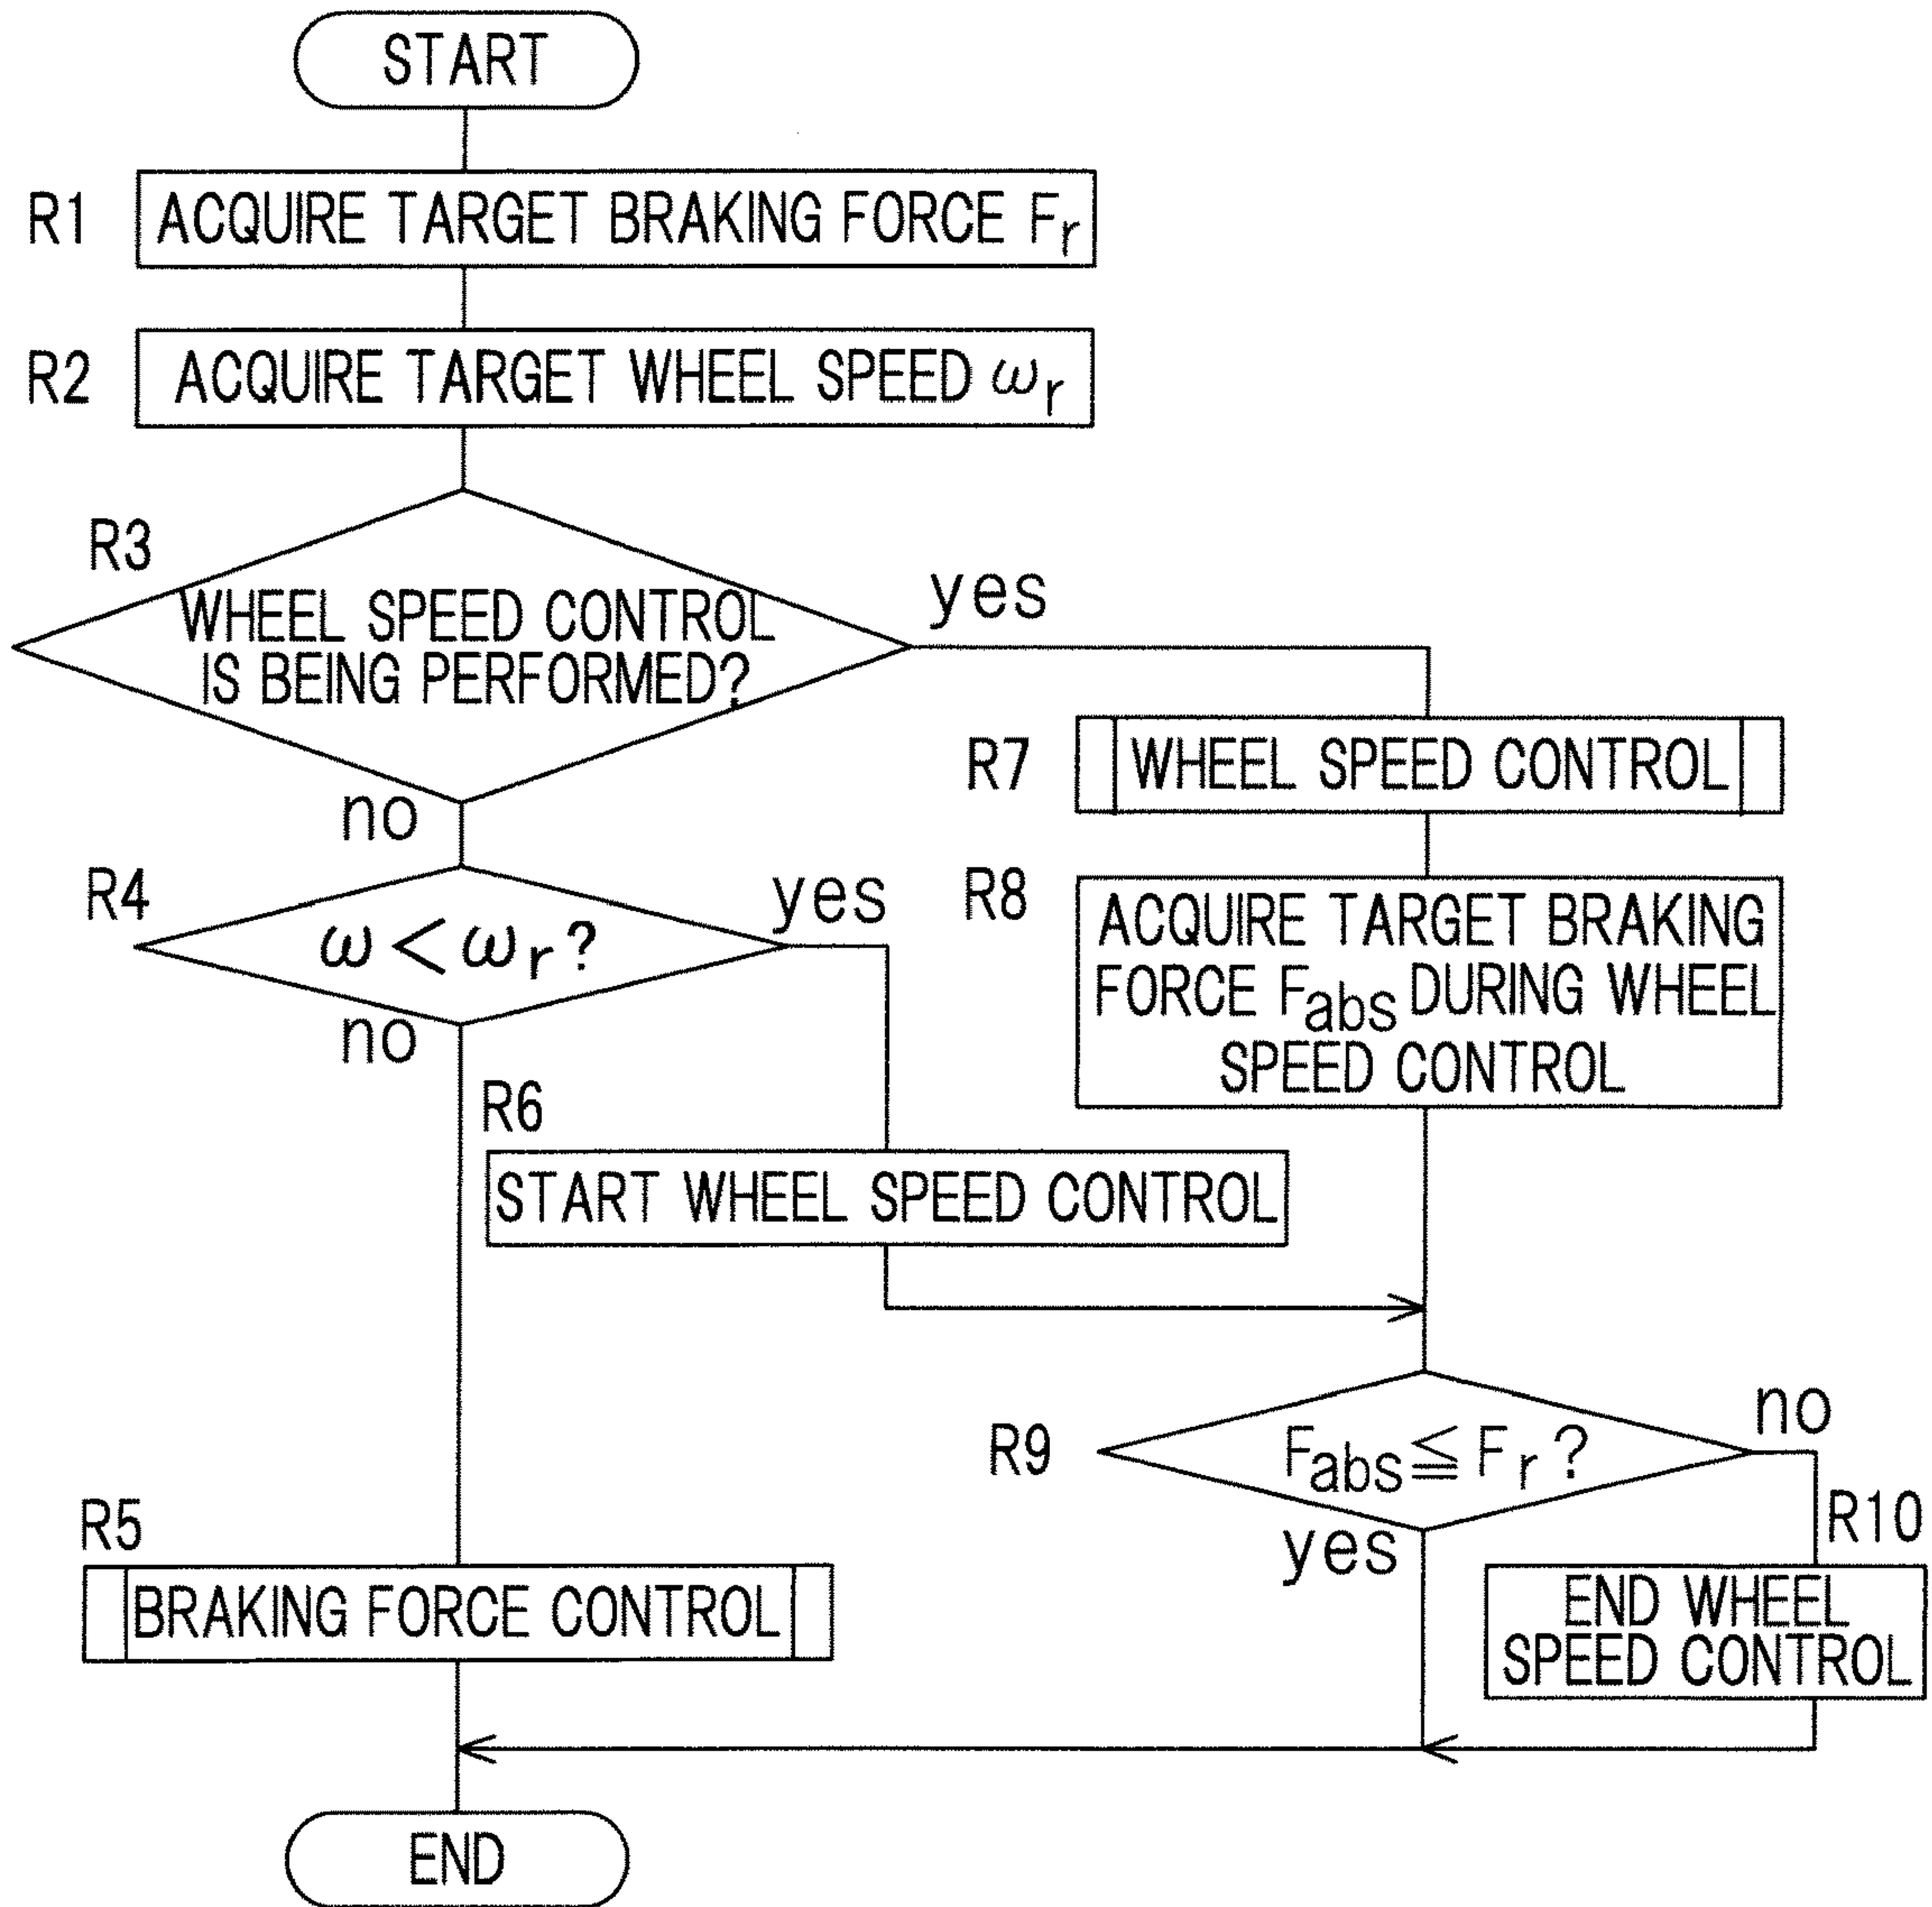 START
R1
ACQUIRE TARGET BRAKING FORCE Fr
R2
ACQUIRE TARGET WHEEL SPEED ωr
R3
WHEEL SPEED CONTROL
IS BEING PERFORMED?
yes
no
R7
WHEEL SPEED CONTROL
R4
ω < ωr ?
yes
no
R8
ACQUIRE TARGET BRAKING
FORCE Fabs DURING WHEEL
SPEED CONTROL
R6
START WHEEL SPEED CONTROL
R9
Fabs ≦ Fr ?
no
yes
R10
END WHEEL
SPEED CONTROL
R5
BRAKING FORCE CONTROL
END